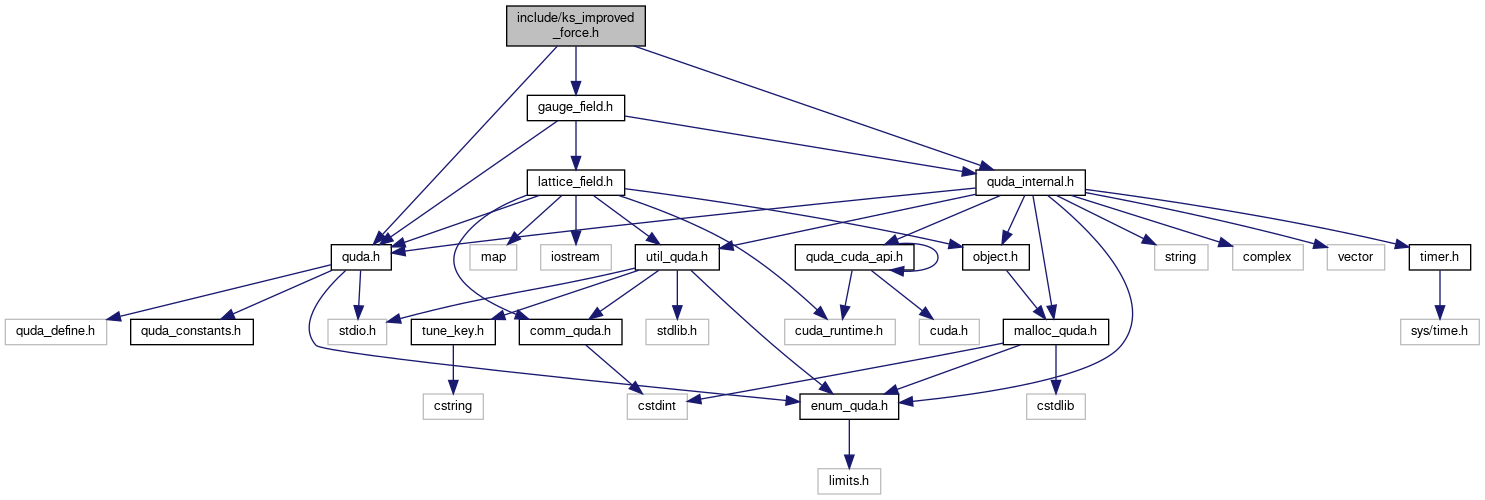 include/ks_improved
_force.h
gauge_field.h
lattice_field.h
quda_internal.h
quda.h
map
iostream
util_quda.h
quda_cuda_api.h
object.h
string
complex
vector
timer.h
quda_define.h
quda_constants.h
stdio.h
tune_key.h
comm_quda.h
stdlib.h
cuda_runtime.h
cuda.h
malloc_quda.h
sys/time.h
cstring
cstdint
enum_quda.h
cstdlib
limits.h